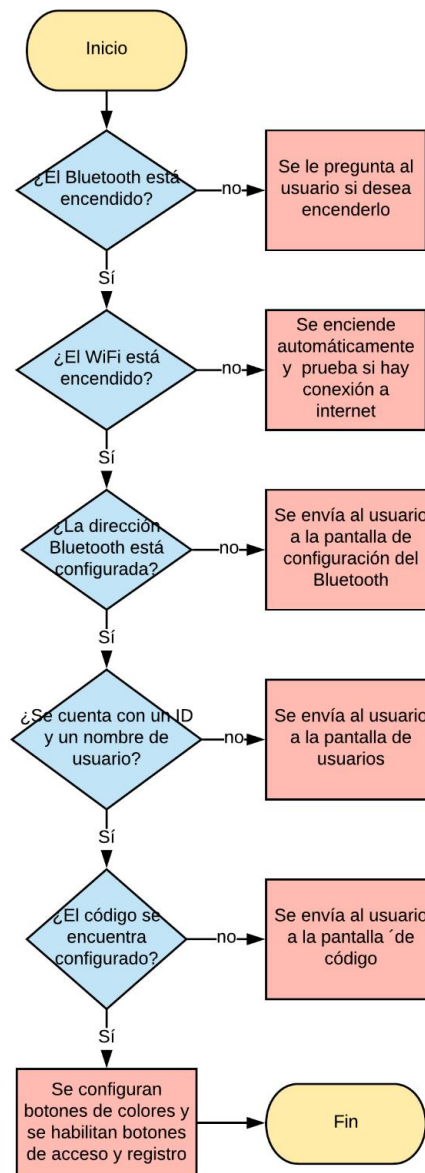 Inicio
¿El Bluetooth está
encendido?
no
Se le pregunta al
usuario si desea
encenderlo
Sí
¿El WiFi está
encendido?
no
Se enciende
automáticamente
y prueba si hay
conexión a
internet
Sí
¿La dirección
Bluetooth está
configurada?
no
Se envía al usuario
a la pantalla de
configuración del
Bluetooth
Sí
¿Se cuenta con un ID
y un nombre de
usuario?
no
Se envía al usuario
a la pantalla de
usuarios
Sí
¿El código se
encuentra
configurado?
no
Se envía al usuario
a la pantalla ´de
código
Sí
Se configuran
botones de colores y
se habilitan botones
de acceso y registro
Fin